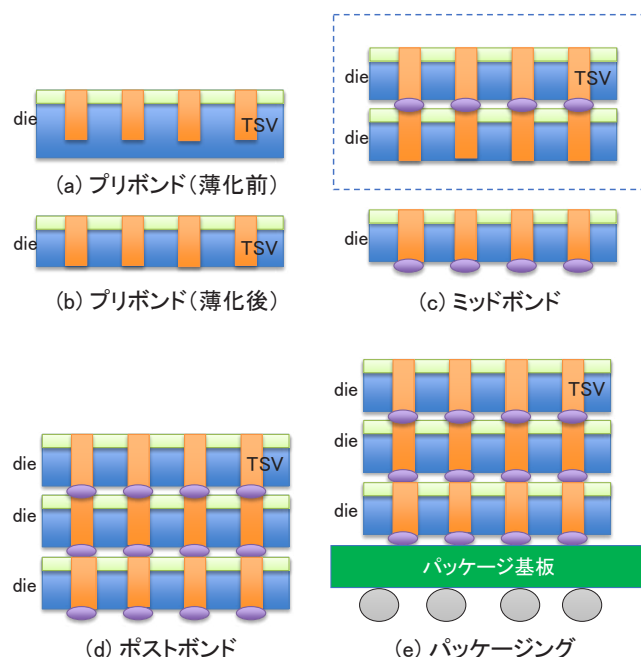 die
TSV
(a) プリボンド(薄化前)
die
TSV
(b) プリボンド(薄化後)
die
TSV
die
die
(c) ミッドボンド
die
TSV
die
die
(d) ポストボンド
die
TSV
die
die
パッケージ基板
(e) パッケージング